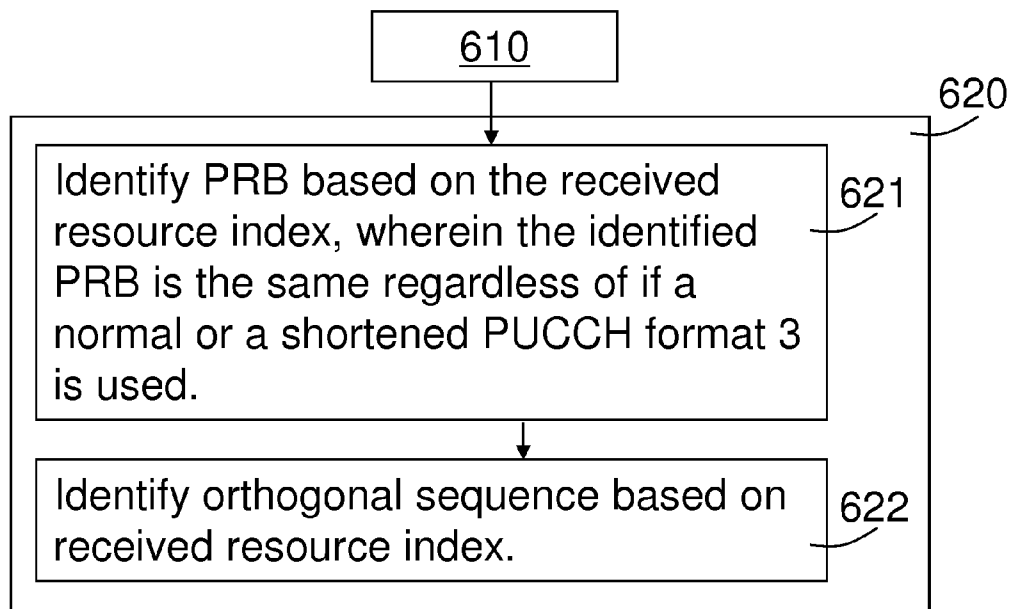 610
620
Identify PRB based on the received
resource index, wherein the identified
PRB is the same regardless of if a
normal or a shortened PUCCH format 3
is used.
621
Identify orthogonal sequence based on
received resource index.
622